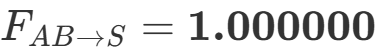 F_{AB→S} = 1.000000